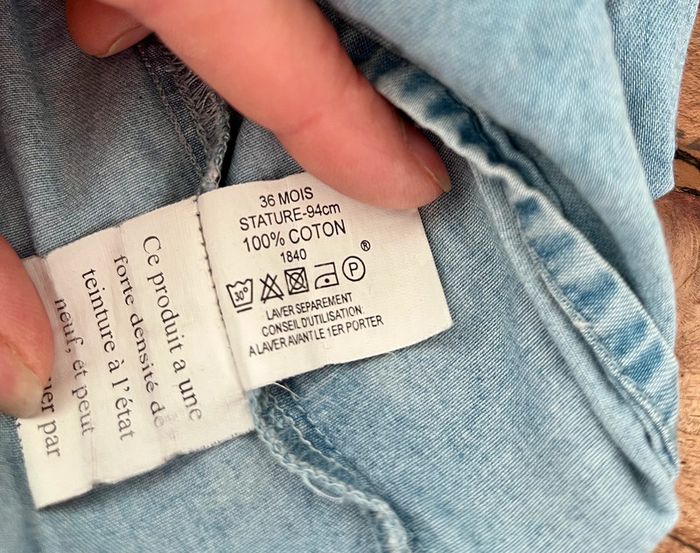 36 MOIS
STATURE-94cm
100% COTON
1840
30° P ®
LAVER SEPAREMENT
CONSEIL D'UTILISATION:
A LAVER AVANT LE 1ER PORTER
Ce produit a une
forte densité de
teinture à l'état
neuf, et peut
par